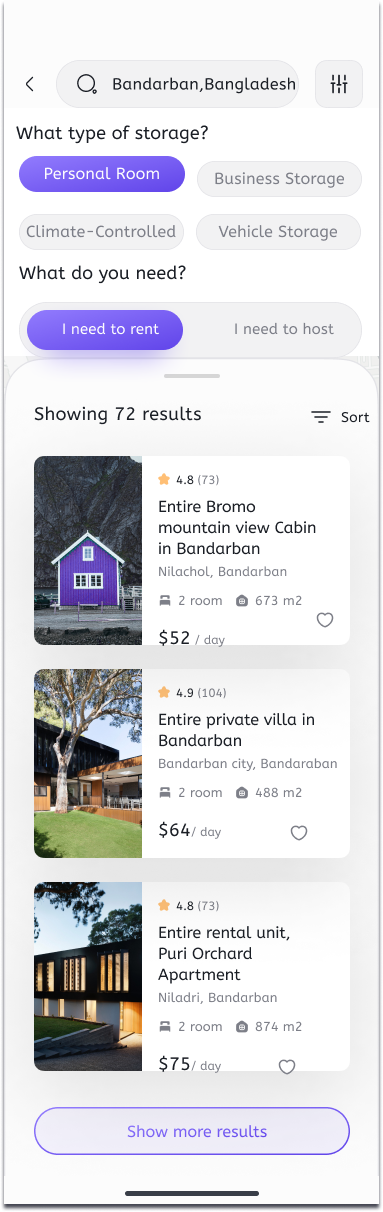 Bandarban,Bangladesh
What type of storage?
Personal Room
Business Storage
Climate-Controlled
Vehicle Storage
What do you need?
I need to rent
I need to host
Showing 72 results
Sort
4.8 (73)
Entire Bromo
mountain view Cabin
in Bandarban
Nilachol, Bandarban
2 room 673 m2
$52 / day
4.9 (104)
Entire private villa in
Bandarban
Bandarban city, Bandaraban
2 room 488 m2
$64/ day
4.8 (73)
Entire rental unit,
Puri Orchard
Apartment
Niladri, Bandarban
2 room 874 m2
$75/ day
Show more results